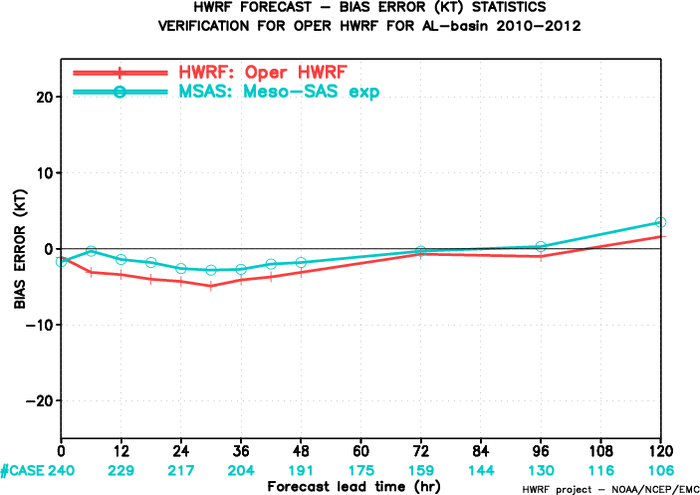 HWRF FORECAST - BIAS ERROR (KT) STATISTICS
VERIFICATION FOR OPER HWRF FOR AL-basin 2010-2012
HWRF: Oper HWRF
MSAS: Meso-SAS exp
20
10
0
-10
-20
BIAS ERROR (KT)
0 12 24 36 48 60 72 84 96 108 120
#CASE 240 229 217 204 191 175 159 144 130 116 106
Forecast lead time (hr)
HWRF project - NOAA/NCEP/EMC